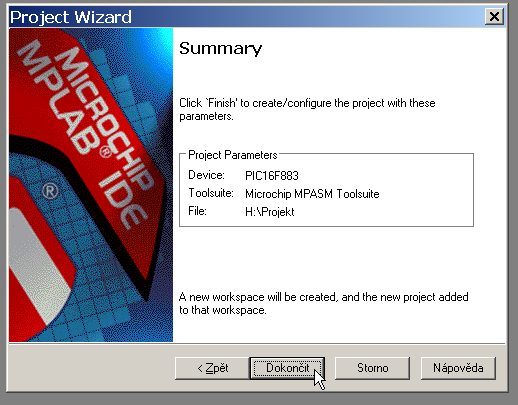 Project Wizard
MICROCHIP
MPLAB® IDE
®
Summary
Click `Finish' to create/configure the project with these
parameters.
Project Parameters
Device: PIC16F883
Toolsuite: Microchip MPASM Toolsuite
File: H:\Projekt
A new workspace will be created, and the new project added
to that workspace.
< Zpět Dokončit Storno Nápověda